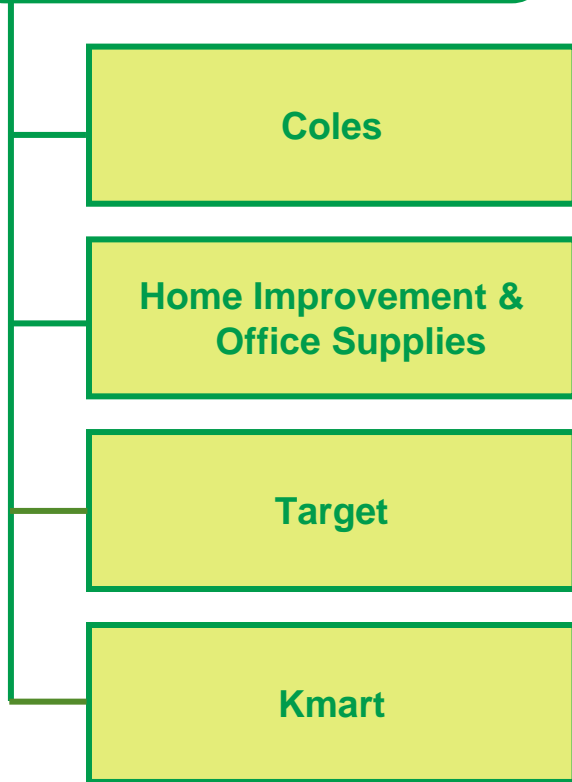 Coles
Home Improvement &
Office Supplies
Target
Kmart